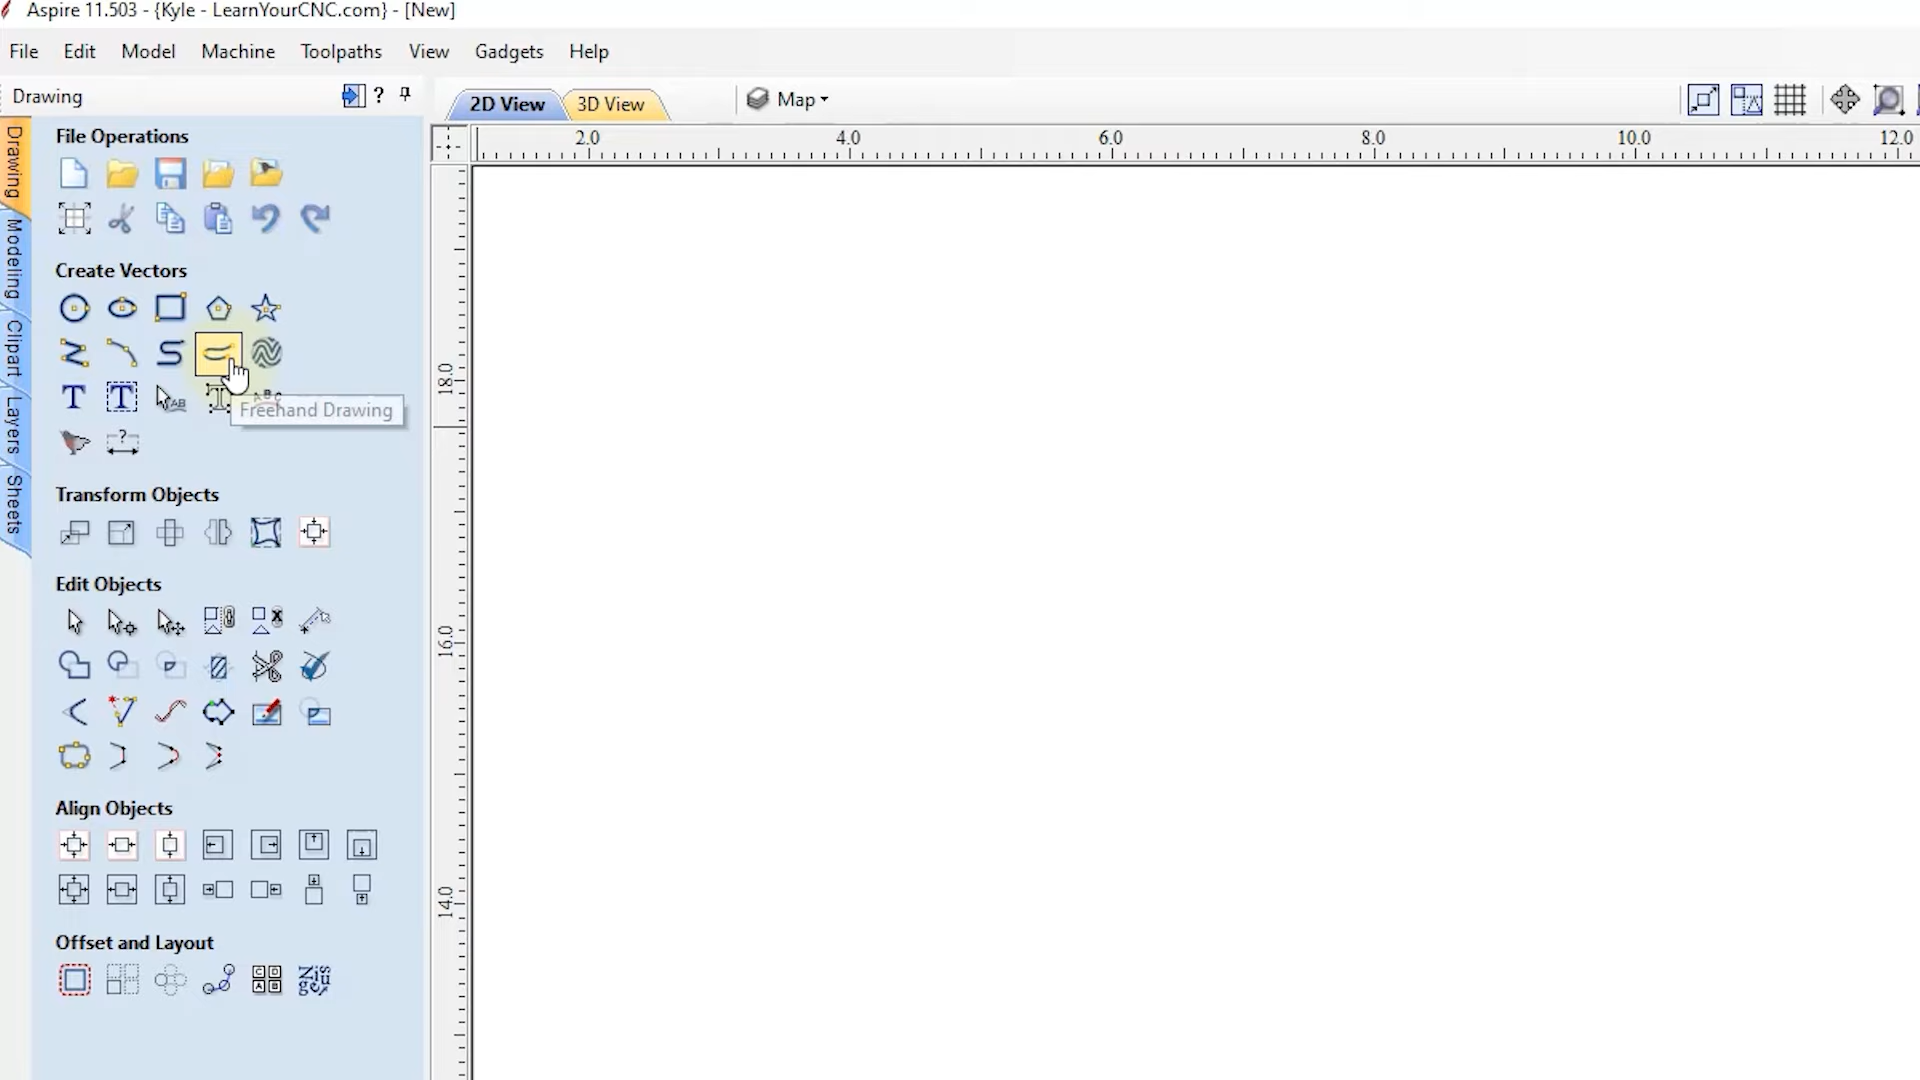 Aspire 11.503 - {Kyle - LearnYourCNC.com} - [New]
File Edit Model Machine Toolpaths View Gadgets Help
Drawing ?
2D View 3D View Map
2.0 4.0 6.0 8.0 10.0 12.0
Drawing
Modeling
Clipart
Layers
Sheets
File Operations
Create Vectors
T T AB T ABC
Freehand Drawing
?
Transform Objects
Edit Objects
Align Objects
Offset and Layout
C D
A B
18.0
16.0
14.0